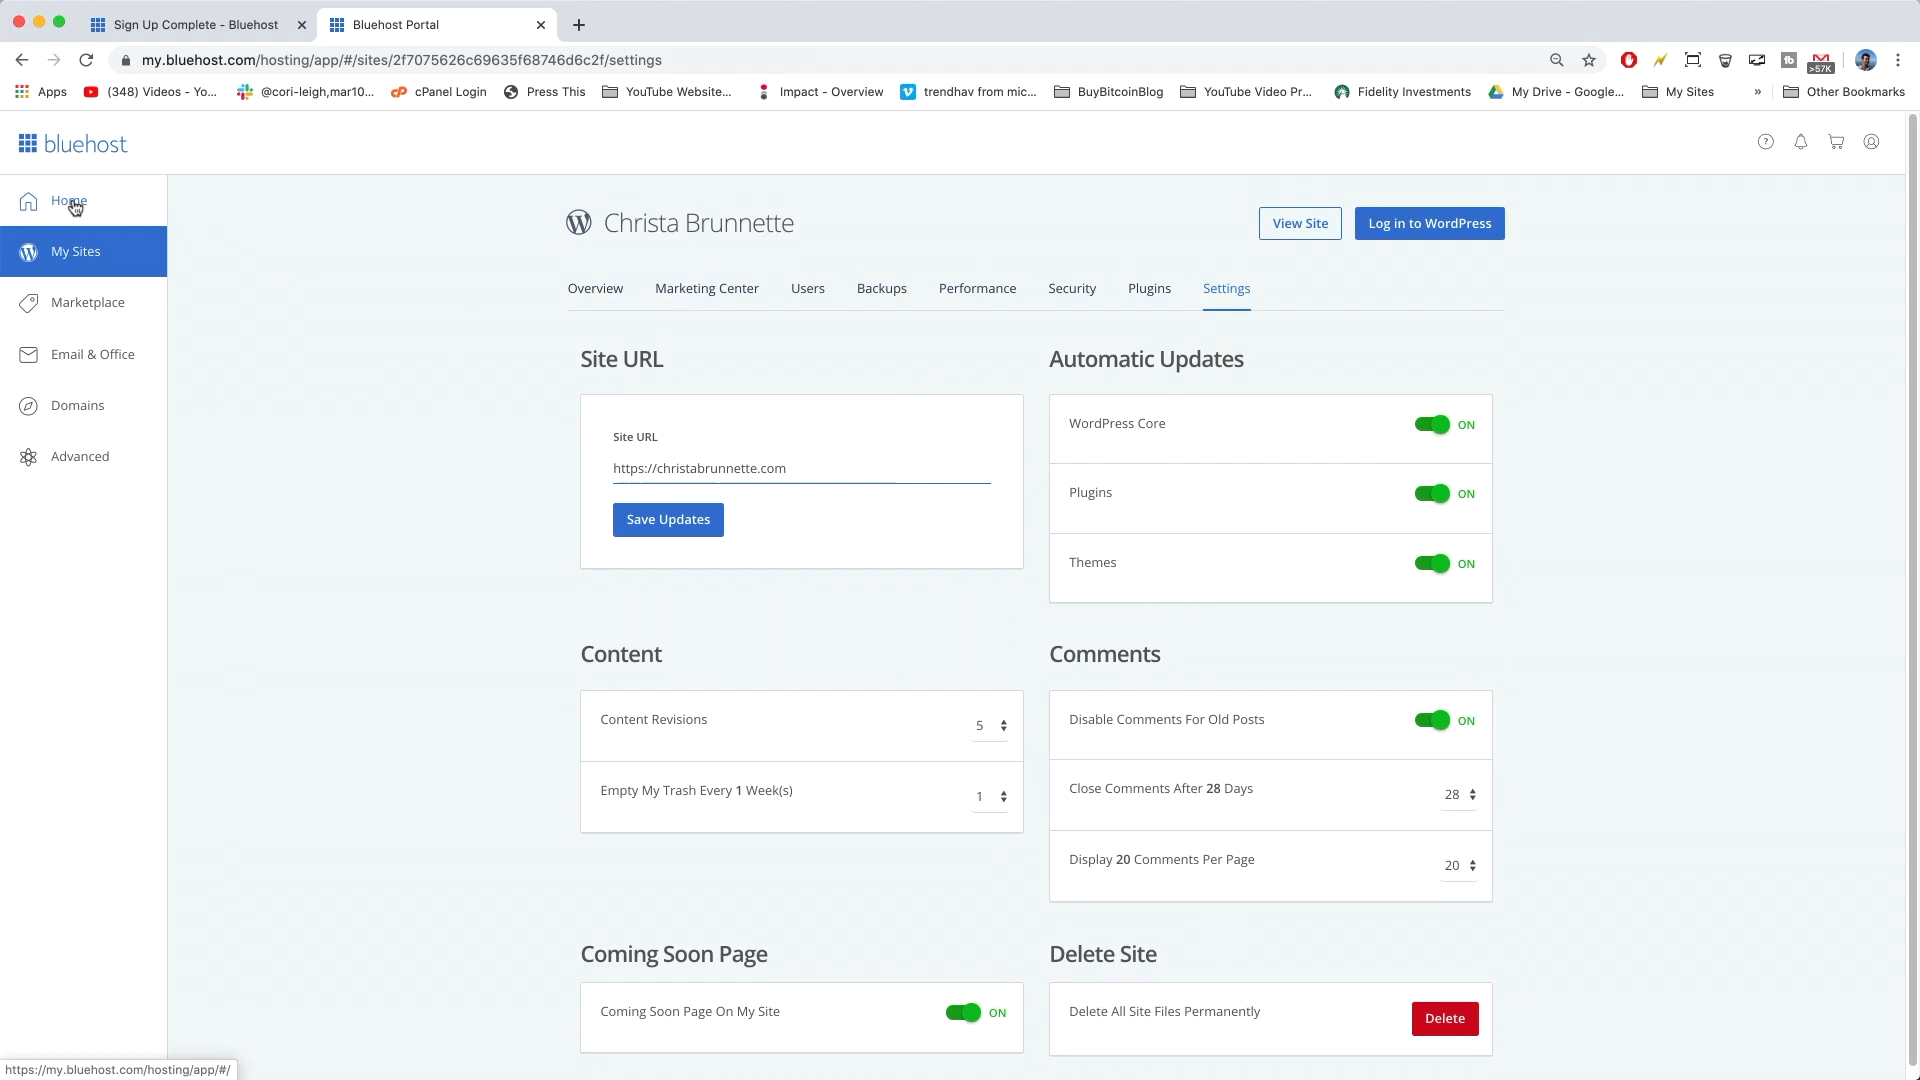 Sign Up Complete - Bluehost
Bluehost Portal
my.bluehost.com/hosting/app/#/sites/2f7075626c69635f68746d6c2f/settings
>57K
Apps
(348) Videos - Yo...
@cori-leigh,mar10...
cPanel Login
Press This
YouTube Website...
Impact - Overview
trendhav from mic...
BuyBitcoinBlog
YouTube Video Pr...
Fidelity Investments
My Drive - Google...
My Sites
»
Other Bookmarks
bluehost
Home
My Sites
Marketplace
Email & Office
Domains
Advanced
Christa Brunnette
View Site
Log in to WordPress
Overview
Marketing Center
Users
Backups
Performance
Security
Plugins
Settings
Site URL
Site URL
https://christabrunnette.com
Save Updates
Automatic Updates
WordPress Core
ON
Plugins
ON
Themes
ON
Content
Content Revisions
5
Empty My Trash Every 1 Week(s)
1
Comments
Disable Comments For Old Posts
ON
Close Comments After 28 Days
28
Display 20 Comments Per Page
20
Coming Soon Page
Coming Soon Page On My Site
ON
Delete Site
Delete All Site Files Permanently
Delete
https://my.bluehost.com/hosting/app/#/